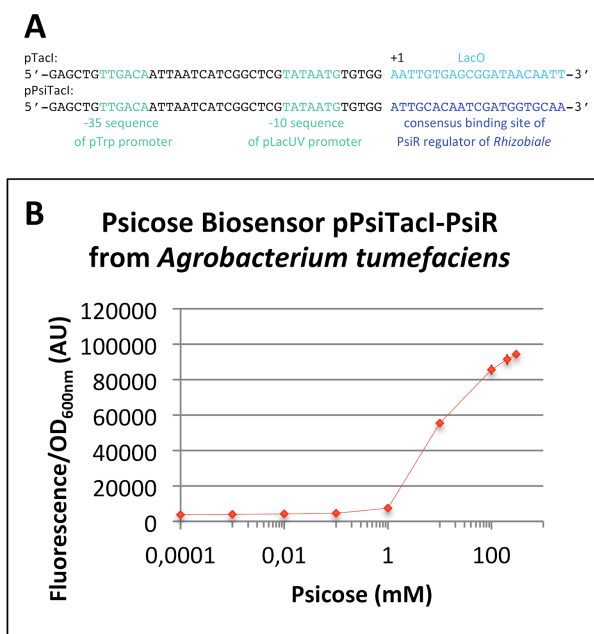 A
pTacI:
+1 LacO
5’-GAGCTGTTGACAATTAATCATCGGCTCGTATAATGTGTGG AATTGTGAGCGGATAACAATT-3’
pPsiTacI:
5’-GAGCTGTTGACAATTAATCATCGGCTCGTATAATGTGTGG ATTGCACAATCGATGGTGCAA-3’
-35 sequence -10 sequence consensus binding site of
of pTrp promoter of pLacUV promoter PsiR regulator of Rhizobiale
B
Psicose Biosensor pPsiTacI-PsiR
from Agrobacterium tumefaciens
Fluorescence/OD600nm (AU)
120000
100000
80000
60000
40000
20000
0
0,0001 0,01 1 100
Psicose (mM)